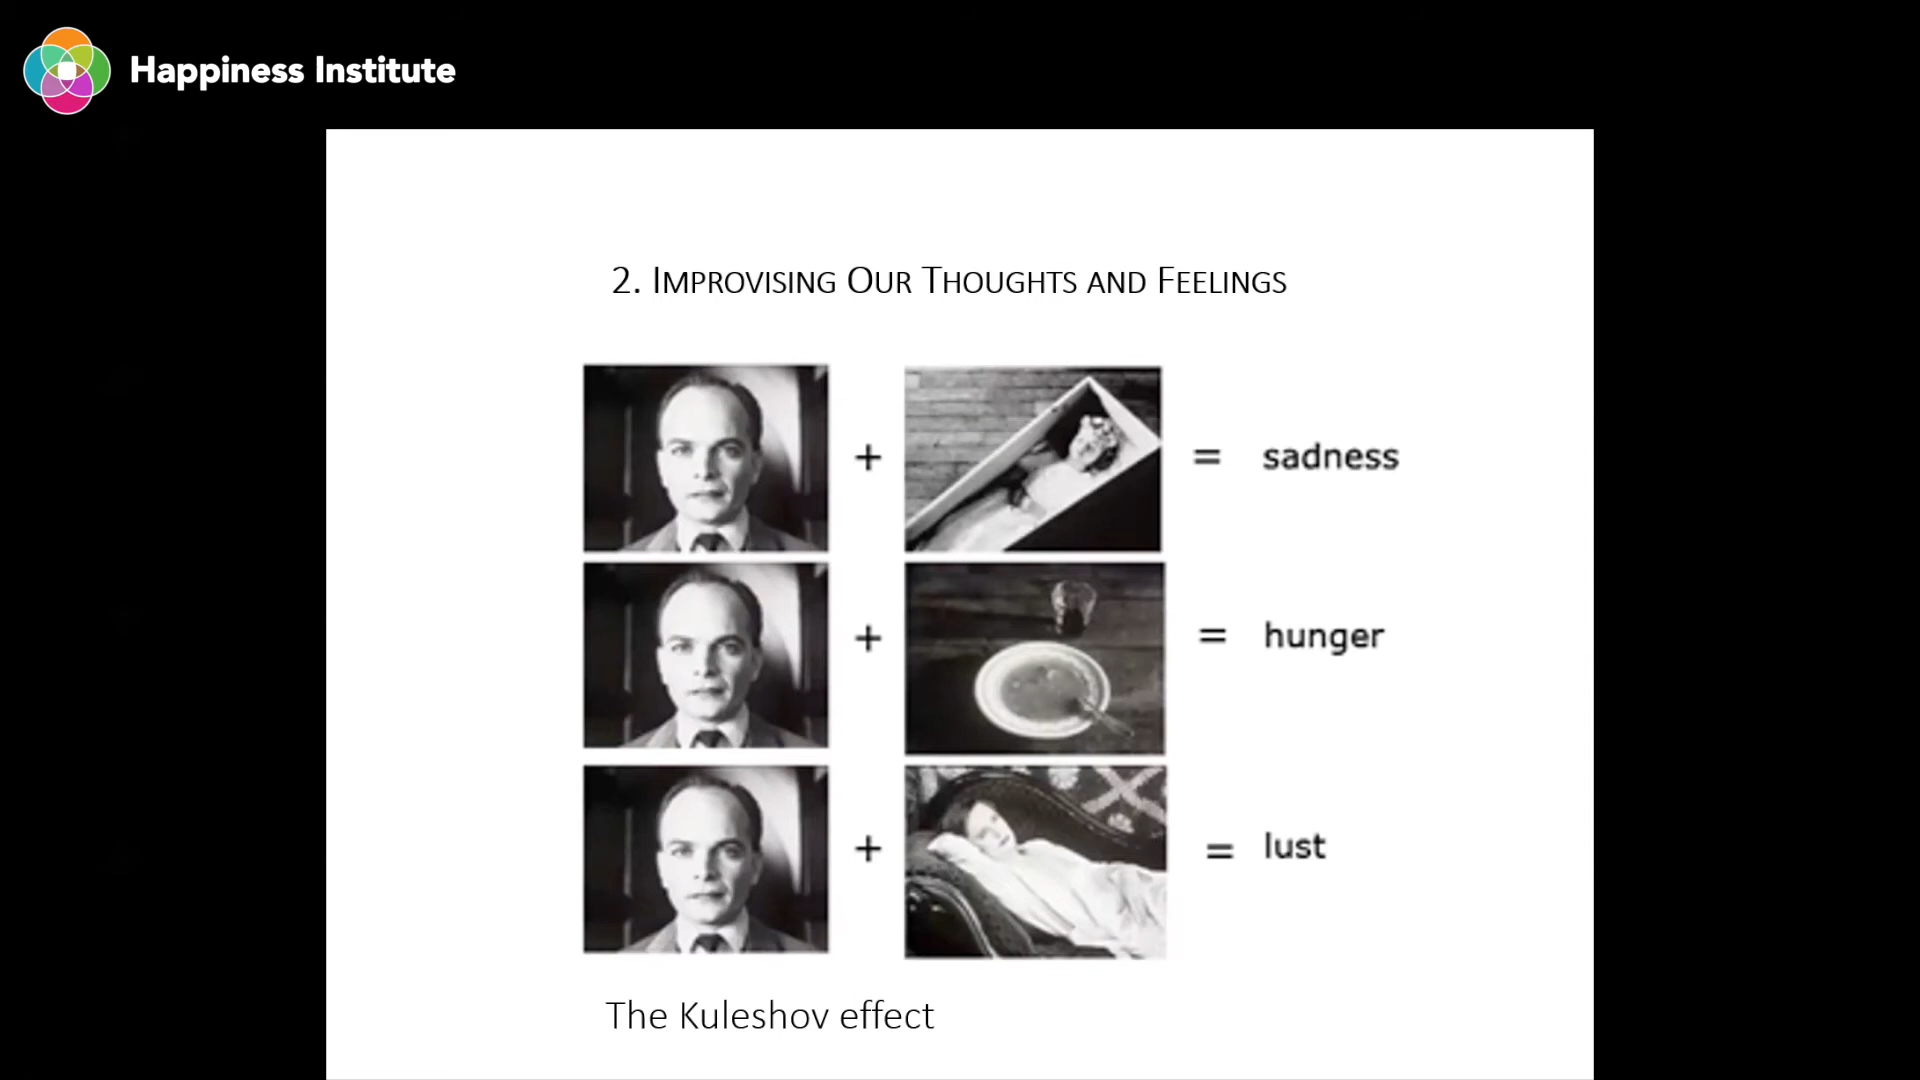 Happiness Institute
2. Improvising Our Thoughts and Feelings
+ = sadness
+ = hunger
+ = lust
The Kuleshov effect